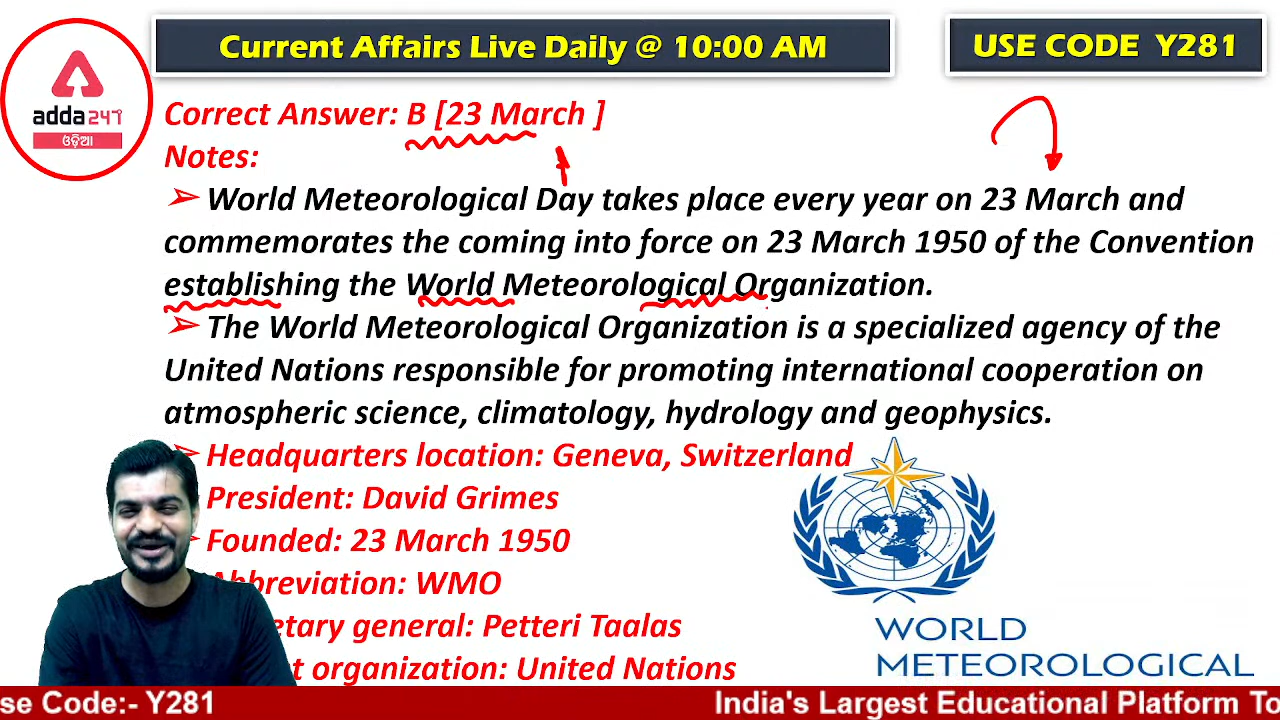 Current Affairs Live Daily @ 10:00 AM
USE CODE Y281
adda247
ଓଡ଼ିଆ
Correct Answer: B [23 March ]
Notes:
➢ World Meteorological Day takes place every year on 23 March and
commemorates the coming into force on 23 March 1950 of the Convention
establishing the World Meteorological Organization.
➢ The World Meteorological Organization is a specialized agency of the
United Nations responsible for promoting international cooperation on
atmospheric science, climatology, hydrology and geophysics.
➢ Headquarters location: Geneva, Switzerland
President: David Grimes
Founded: 23 March 1950
Abbreviation: WMO
etary general: Petteri Taalas
t organization: United Nations
WORLD
METEOROLOGICAL
se Code:- Y281
India's Largest Educational Platform To